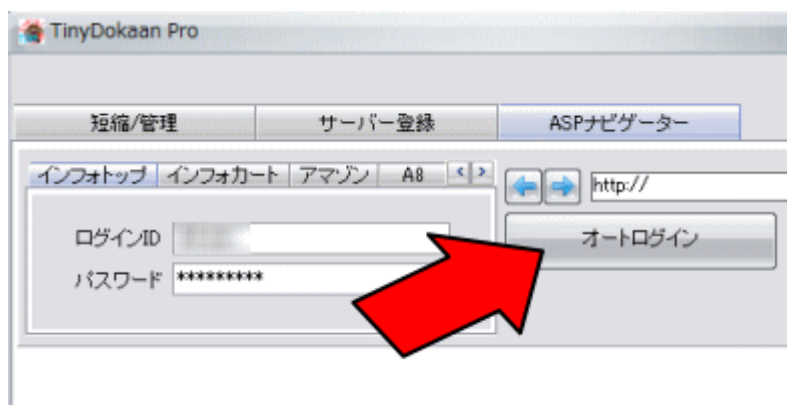 TinyDokaan Pro
短縮/管理 サーバー登録 ASPナビゲーター
インフォトップ インフォカート アマゾン A8
http://
ログインID
オートログイン
パスワード *********